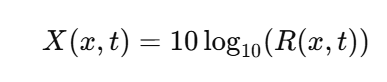 X(x, t) = 10 log₁₀(R(x, t))